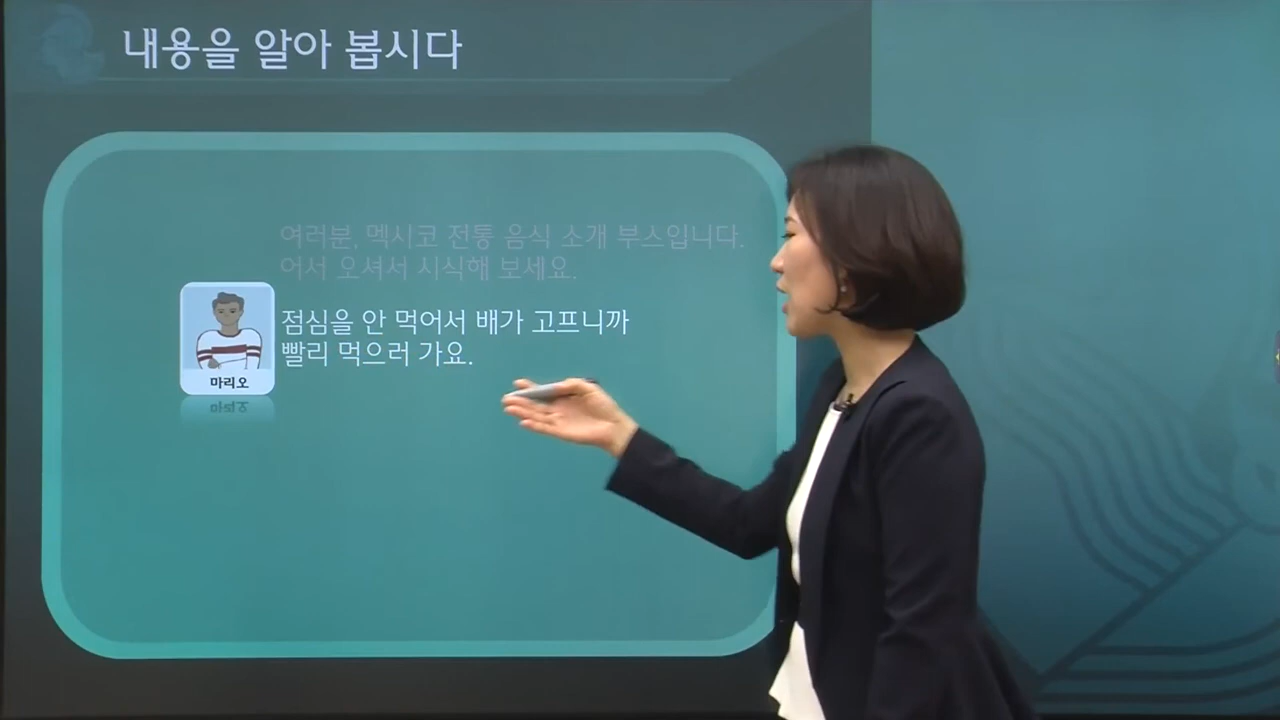 내용을 알아 봅시다
여러분, 멕시코 전통 음식 소개 부스입니다.
어서 오셔서 시식해 보세요.
점심을 안 먹어서 배가 고프니까
빨리 먹으러 가요.
마리오